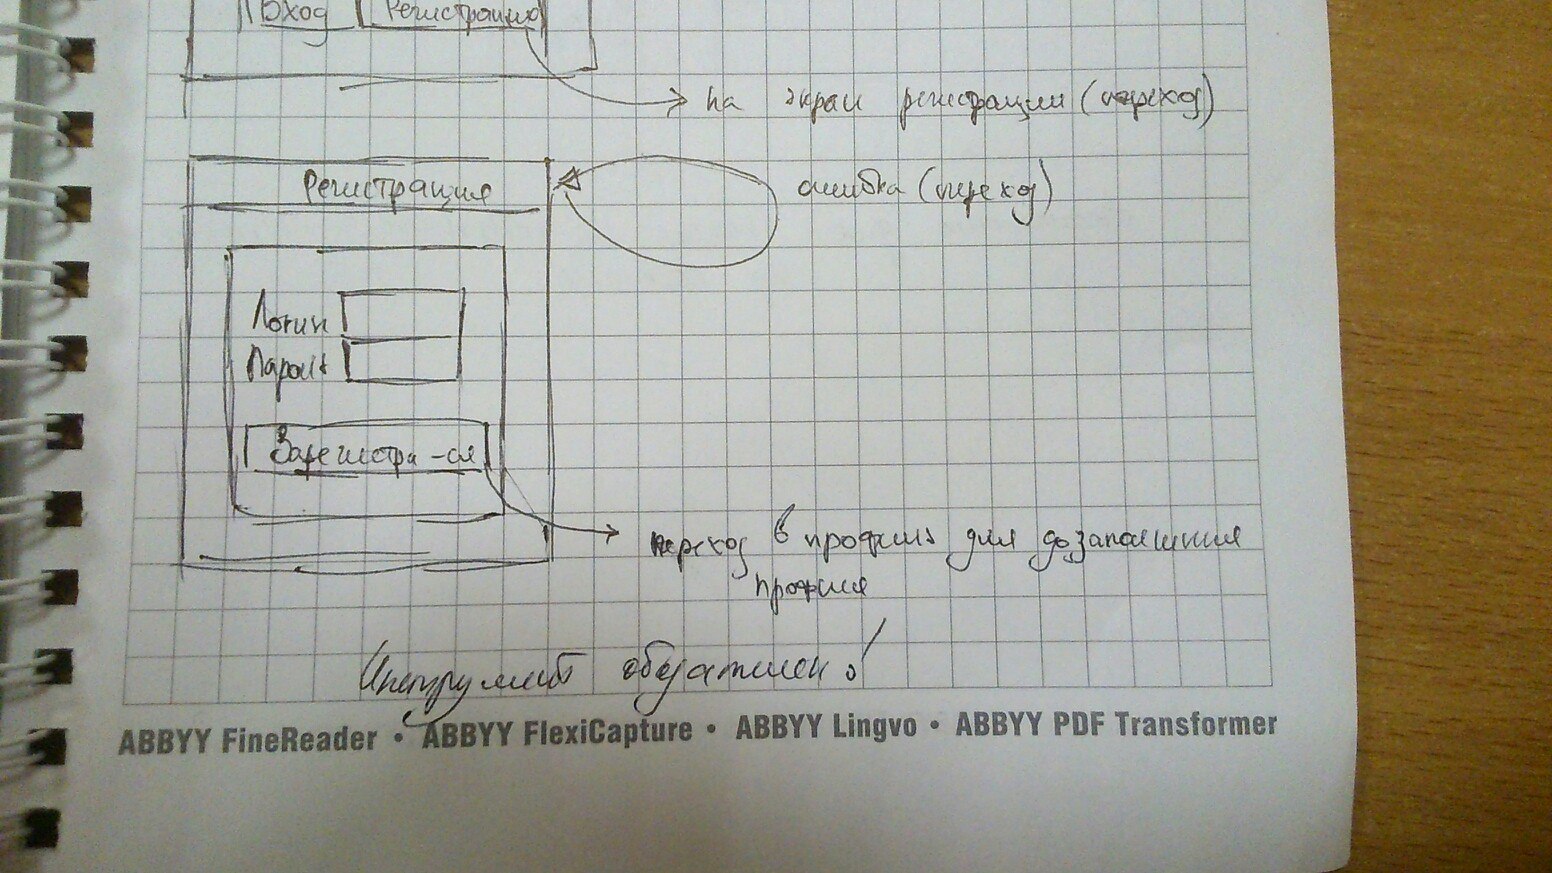 Вход Регистрация
на экран регистрации (переход)
Регистрация
ошибка (переход)
Логин
Пароль
Зарегистра-ся
переход в профиль для дозаполнения
профиля
Инструмент обязателен!
ABBYY FineReader • ABBYY FlexiCapture • ABBYY Lingvo • ABBYY PDF Transformer